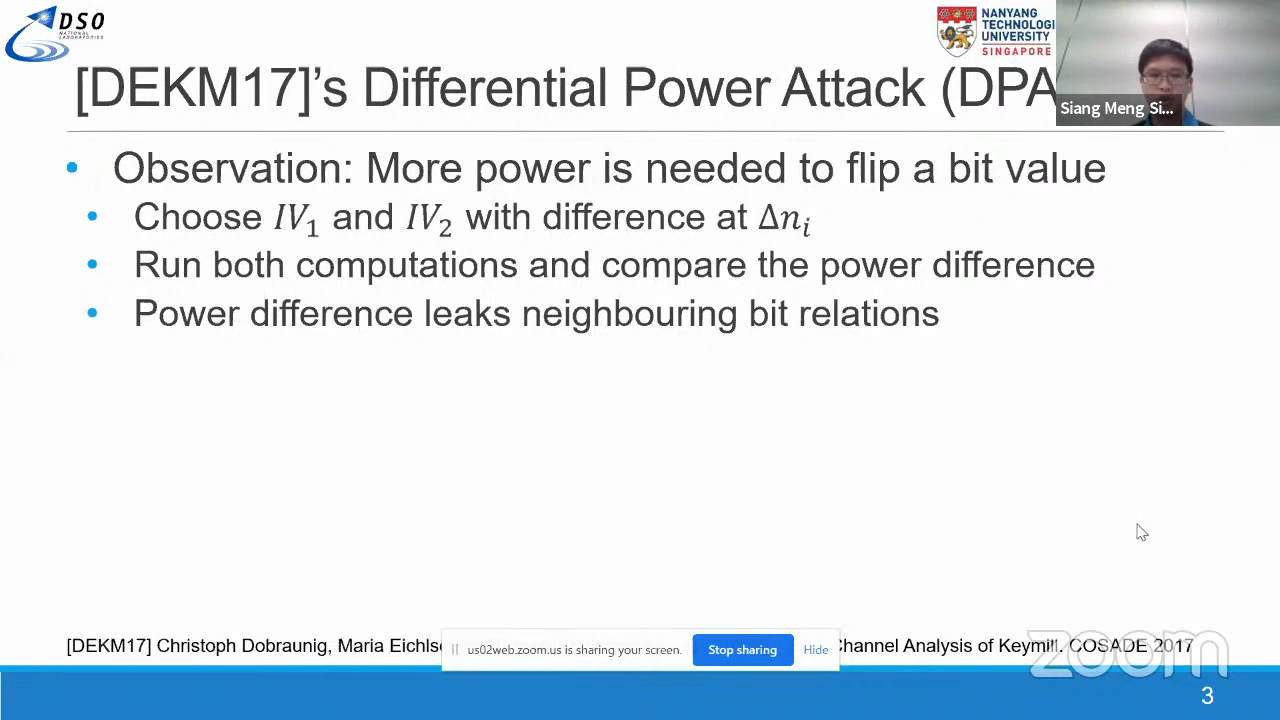 DSO
NATIONAL
LABORATORIES
NANYANG
TECHNOLOGI
UNIVERSITY
SINGAPORE
Siang Meng Si...
[DEKM17]'s Differential Power Attack (DPA
• Observation: More power is needed to flip a bit value
• Choose 𝐼𝑉₁ and 𝐼𝑉₂ with difference at Δ𝑛ᵢ
• Run both computations and compare the power difference
• Power difference leaks neighbouring bit relations
[DEKM17] Christoph Dobraunig, Maria Eichlse
us02web.zoom.us is sharing your screen.
Stop sharing
Hide
Channel Analysis of Keymill. COSADE 2017
zoom
3